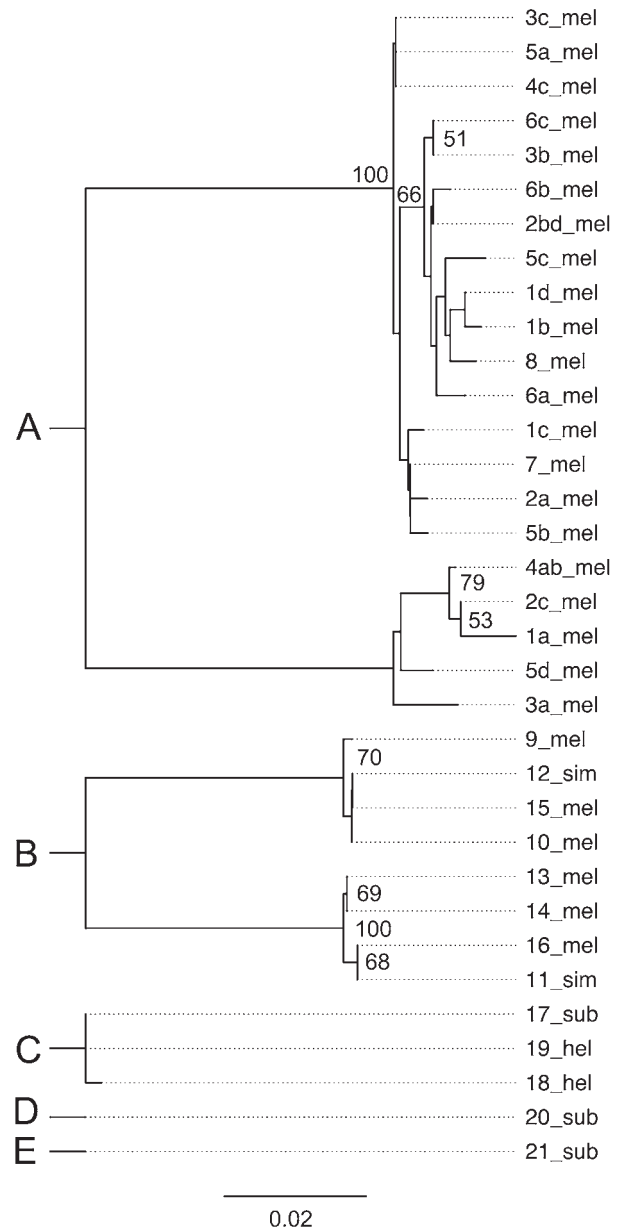 3c_mel
5a_mel
4c_mel
6c_mel
51
3b_mel
100
66
6b_mel
2bd_mel
5c_mel
1d_mel
1b_mel
8_mel
6a_mel
A
1c_mel
7_mel
2a_mel
5b_mel
4ab_mel
79
2c_mel
53
1a_mel
5d_mel
3a_mel
9_mel
70
12_sim
15_mel
B
10_mel
13_mel
69
14_mel
100
16_mel
68
11_sim
17_sub
C
19_hel
18_hel
D
20_sub
E
21_sub
0.02